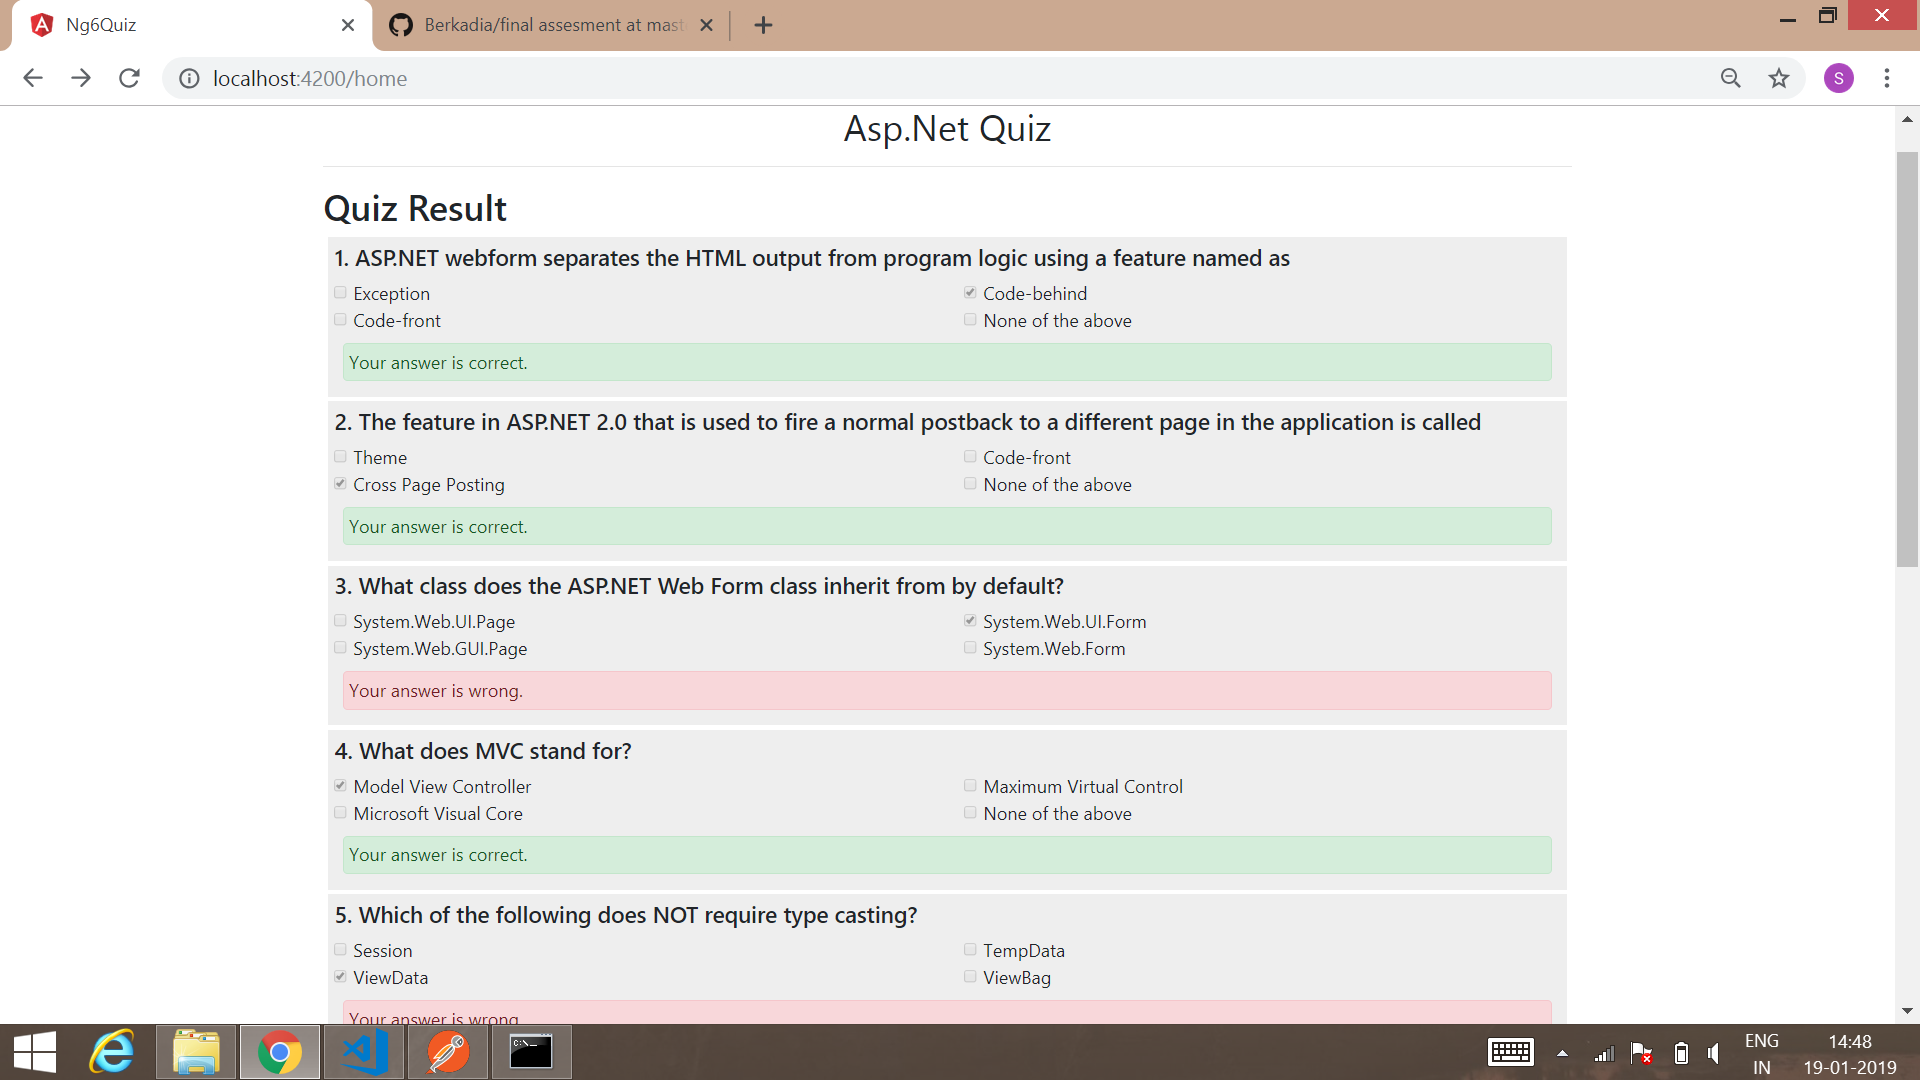 Ng6Quiz
Berkadia/final assesment at mast
localhost:4200/home
S
Asp.Net Quiz
Quiz Result
1. ASP.NET webform separates the HTML output from program logic using a feature named as
Exception
Code-behind
Code-front
None of the above
Your answer is correct.
2. The feature in ASP.NET 2.0 that is used to fire a normal postback to a different page in the application is called
Theme
Code-front
Cross Page Posting
None of the above
Your answer is correct.
3. What class does the ASP.NET Web Form class inherit from by default?
System.Web.UI.Page
System.Web.UI.Form
System.Web.GUI.Page
System.Web.Form
Your answer is wrong.
4. What does MVC stand for?
Model View Controller
Maximum Virtual Control
Microsoft Visual Core
None of the above
Your answer is correct.
5. Which of the following does NOT require type casting?
Session
TempData
ViewData
ViewBag
Your answer is wrong
ENG
14:48
IN
19-01-2019